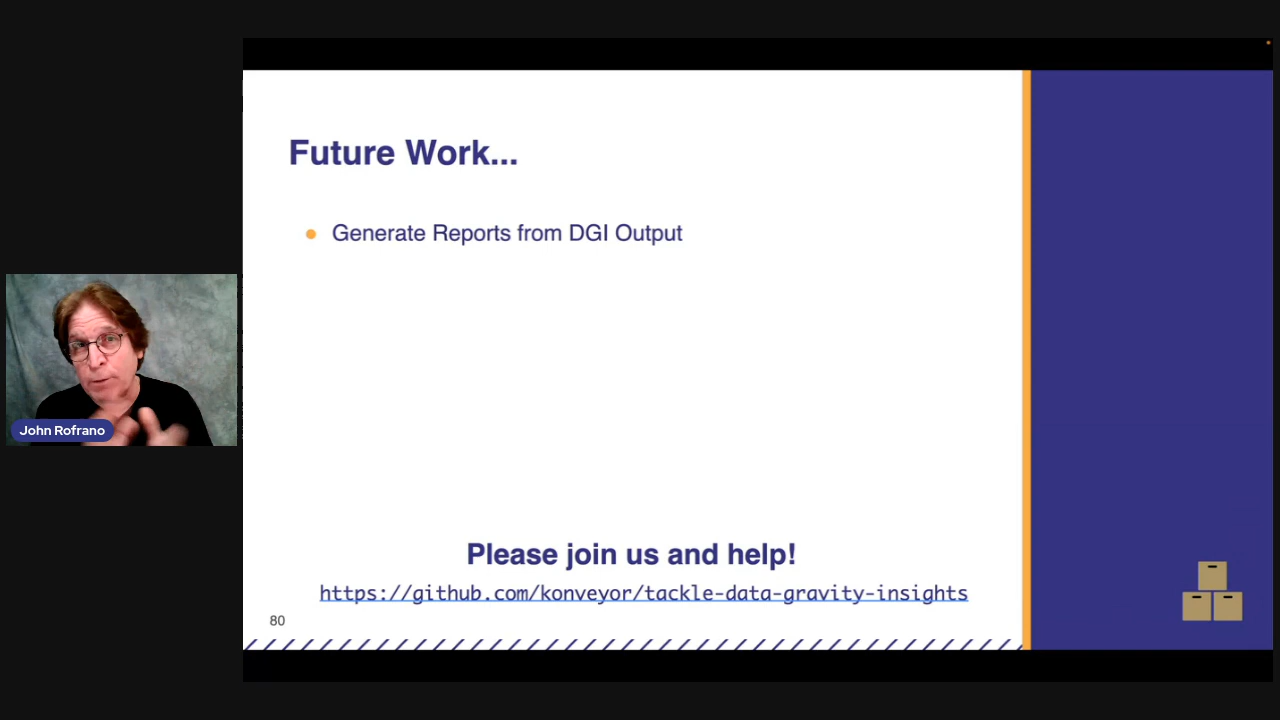 Future Work...
Generate Reports from DGI Output
John Rofrano
Please join us and help!
https://github.com/konveyor/tackle-data-gravity-insights
80